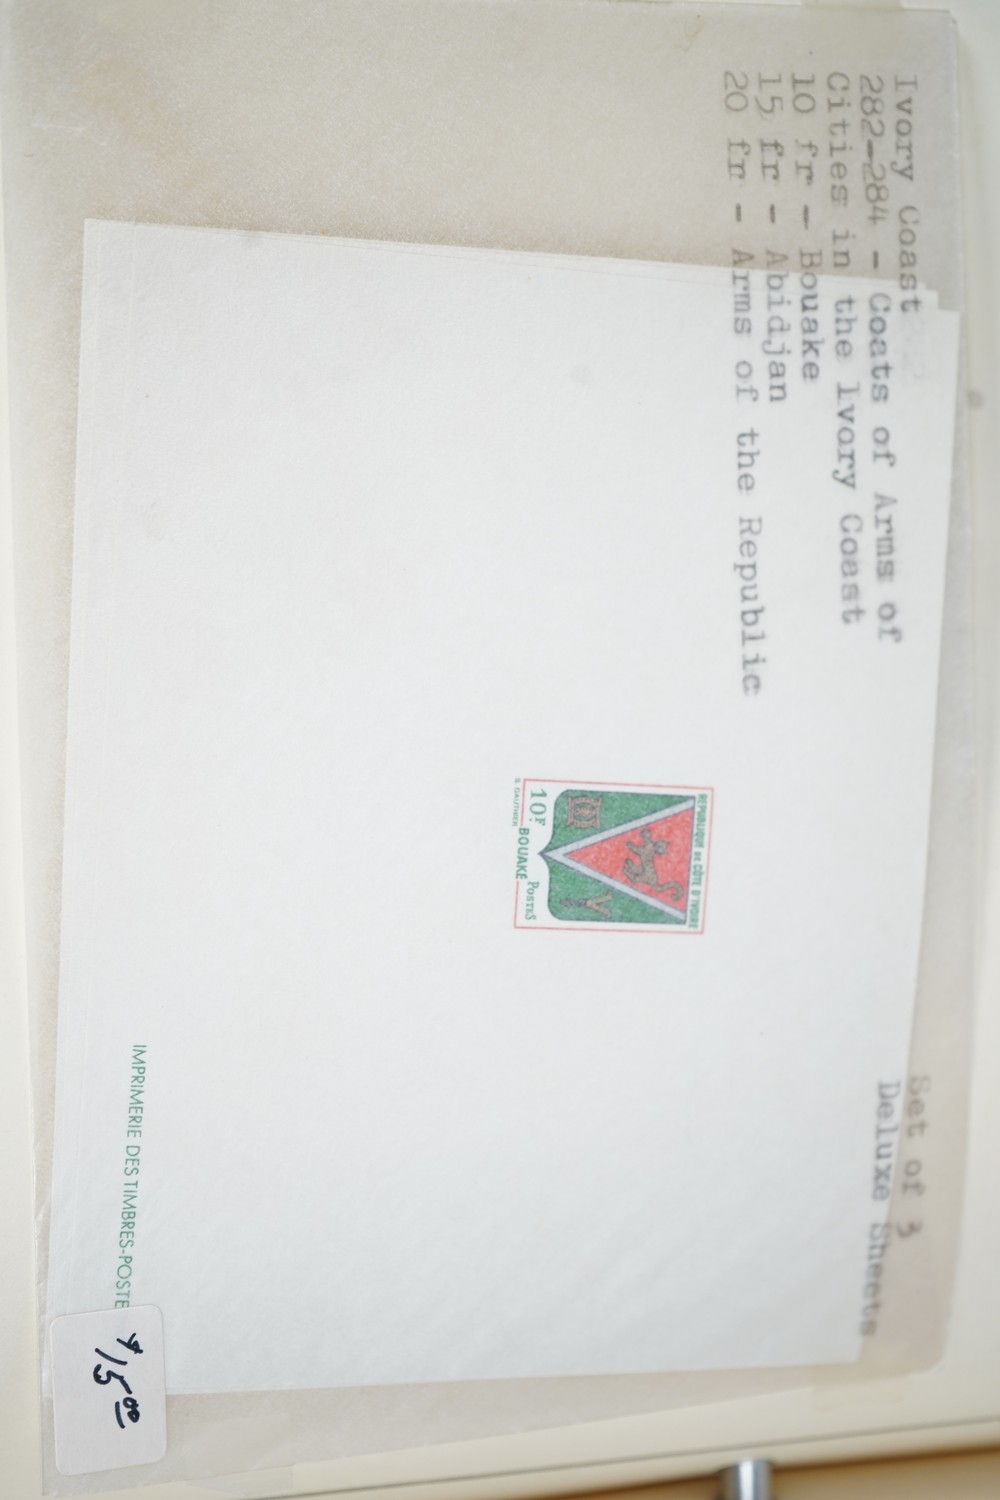 Ivory Coast
282-284 - Coats of Arms of
Cities in the Ivory Coast
10 fr - Bouake
15 fr - Abidjan
20 fr - Arms of the Republic
Set of 3
Deluxe Sheets
REPUBLIQUE DE CÔTE D'IVOIRE
10F
BOUAKÉ
POSTES
S. GAUTHIER
IMPRIMERIE DES TIMBRES-POSTE
$15.00